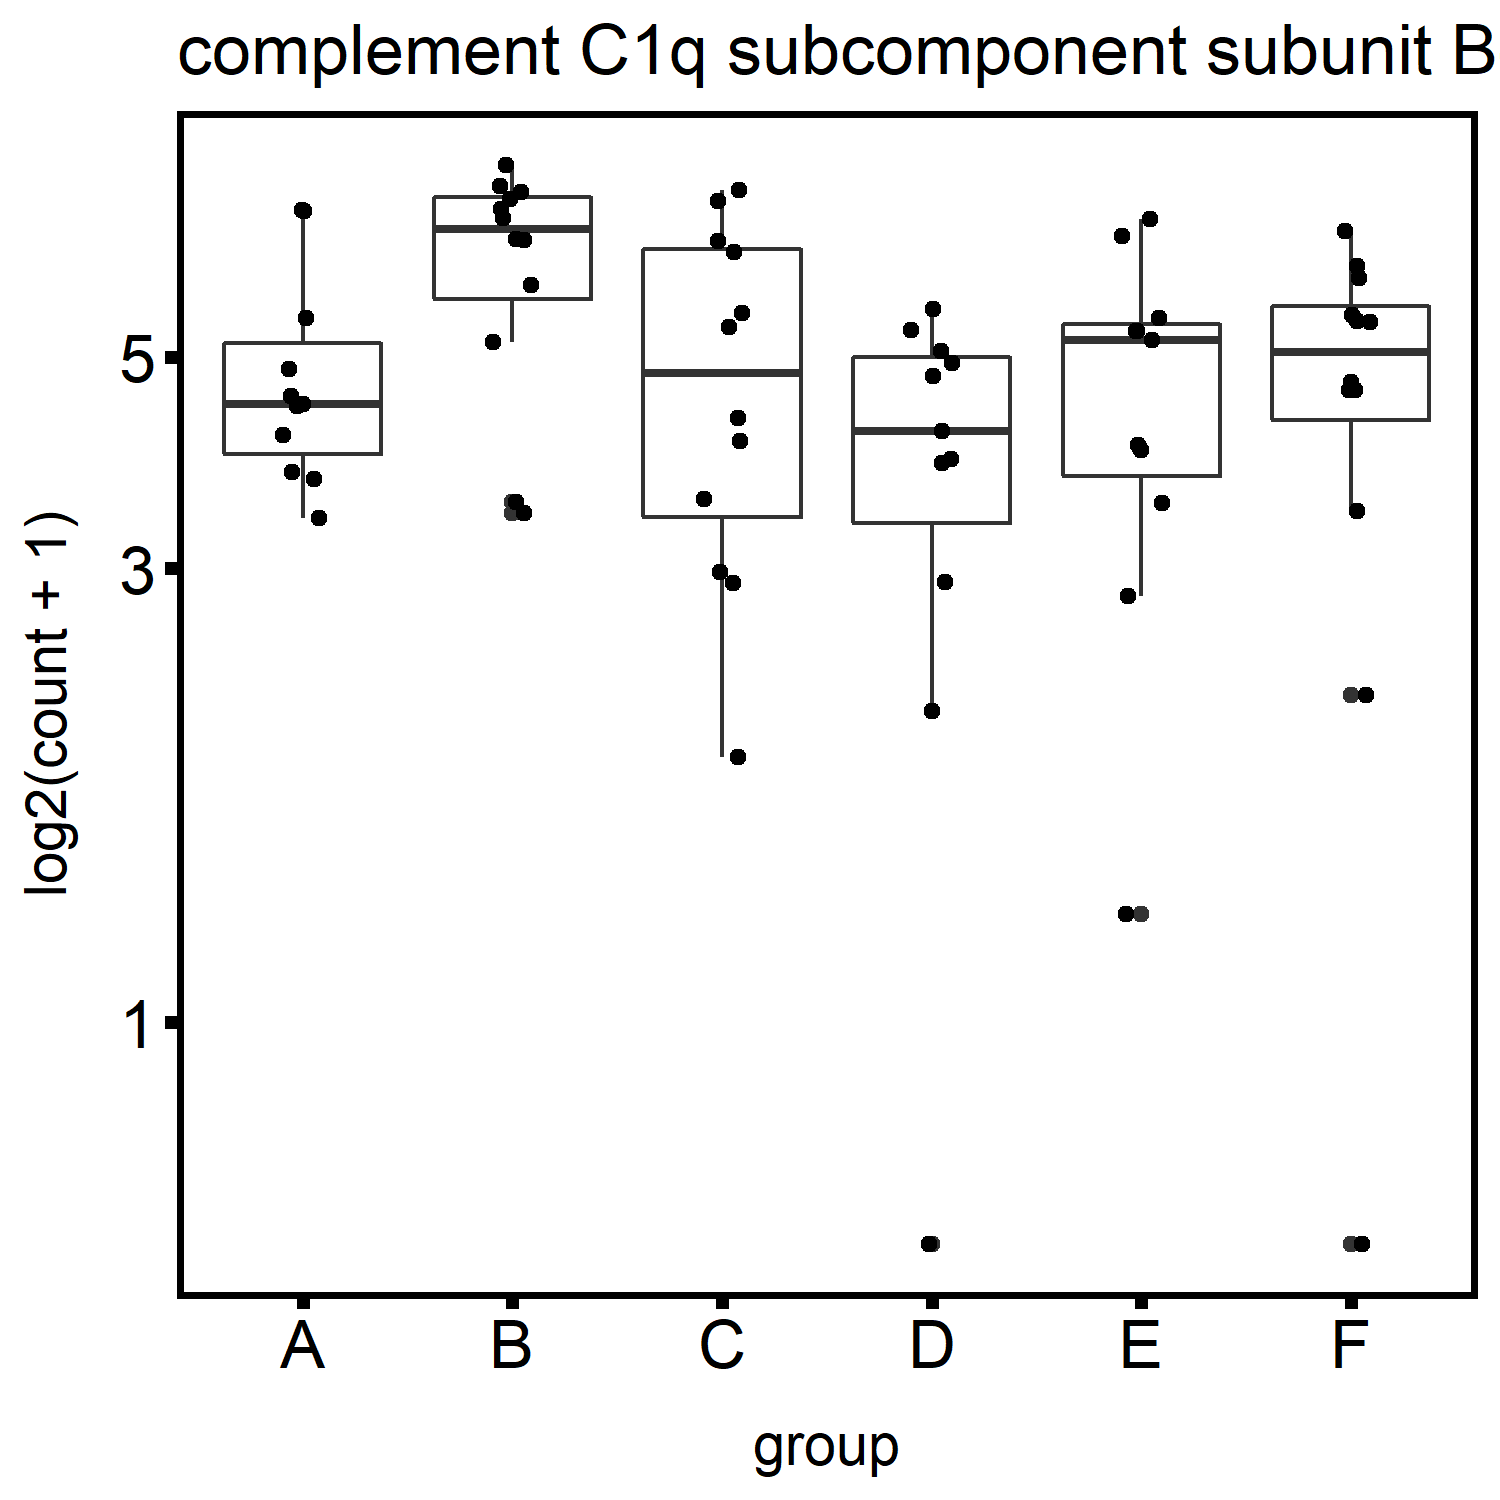 complement C1q subcomponent subunit B
log2(count + 1)
5
3
1
A B C D E F
group